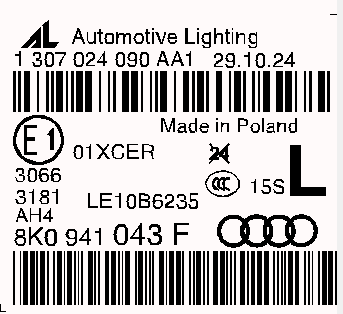 AL Automotive Lighting
1 307 024 090 AA1 29.10.24
Made in Poland
E1 01XCER 24
3066 CCC 15S L
3181 LE10B6235
AH4
8K0 941 043 F